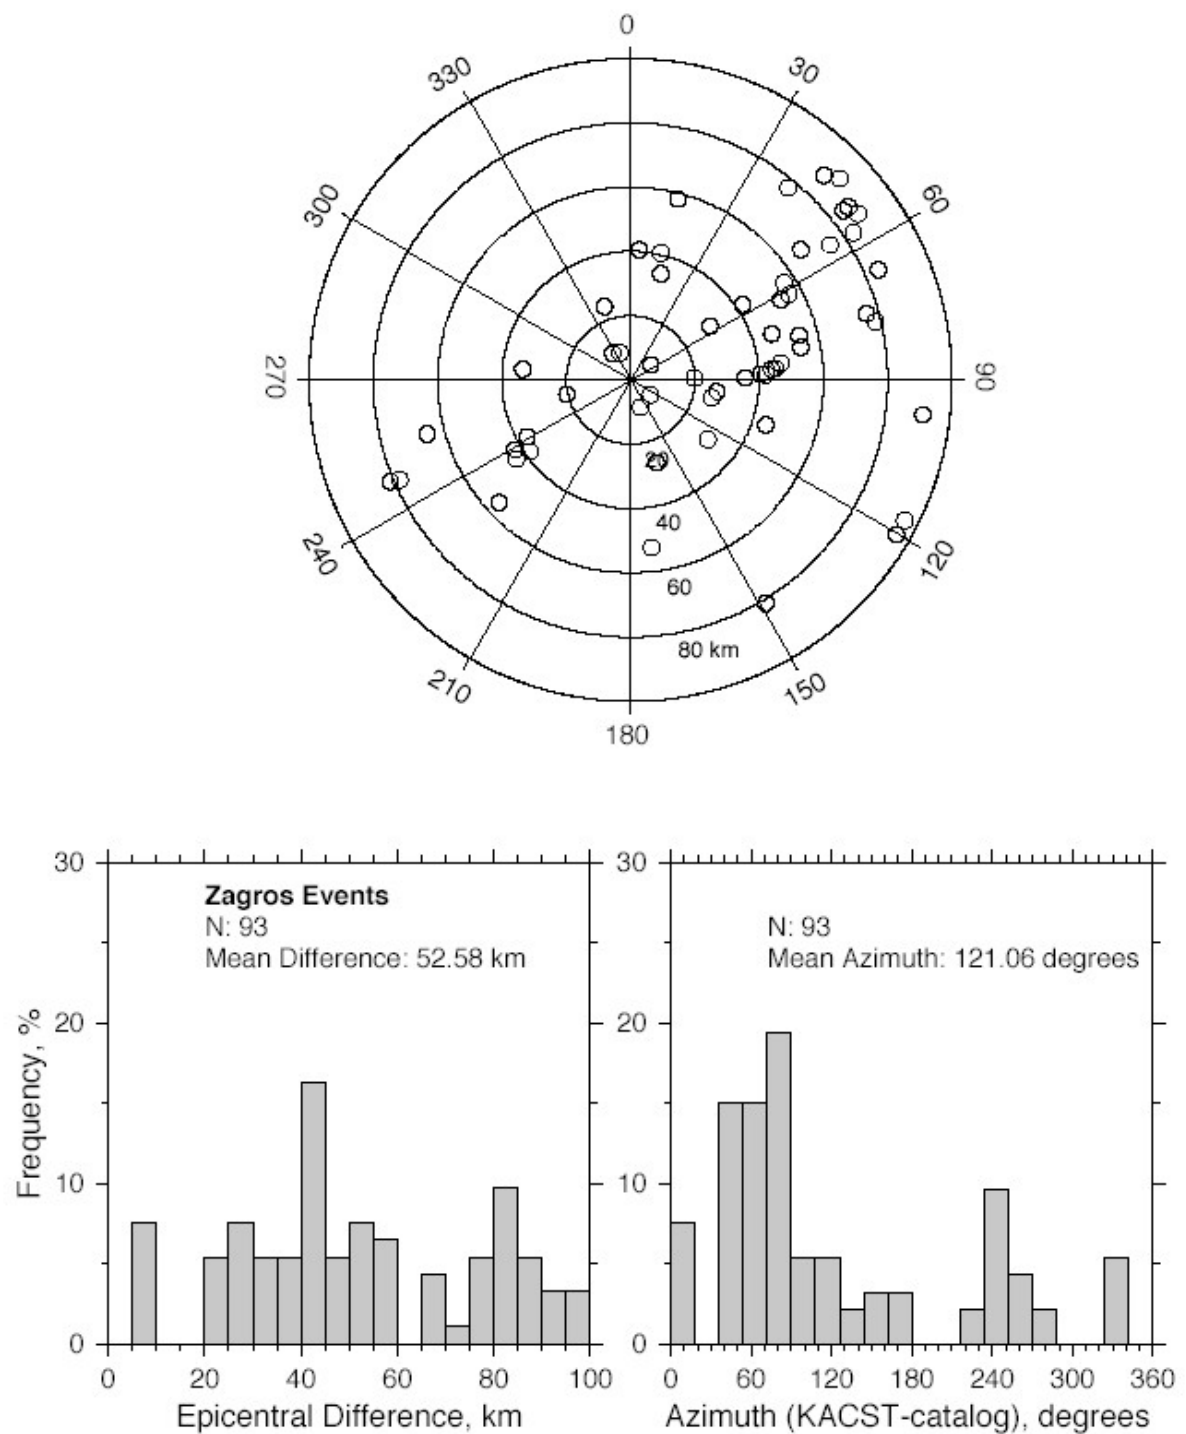 0
330
30
300
60
270
90
20
40
240
120
60
80 km
210
150
180
30
30
Zagros Events
N: 93
N: 93
Mean Difference: 52.58 km
Mean Azimuth: 121.06 degrees
20
20
Frequency, %
10
10
0
0
0 20 40 60 80 100
0 60 120 180 240 300 360
Epicentral Difference, km
Azimuth (KACST-catalog), degrees